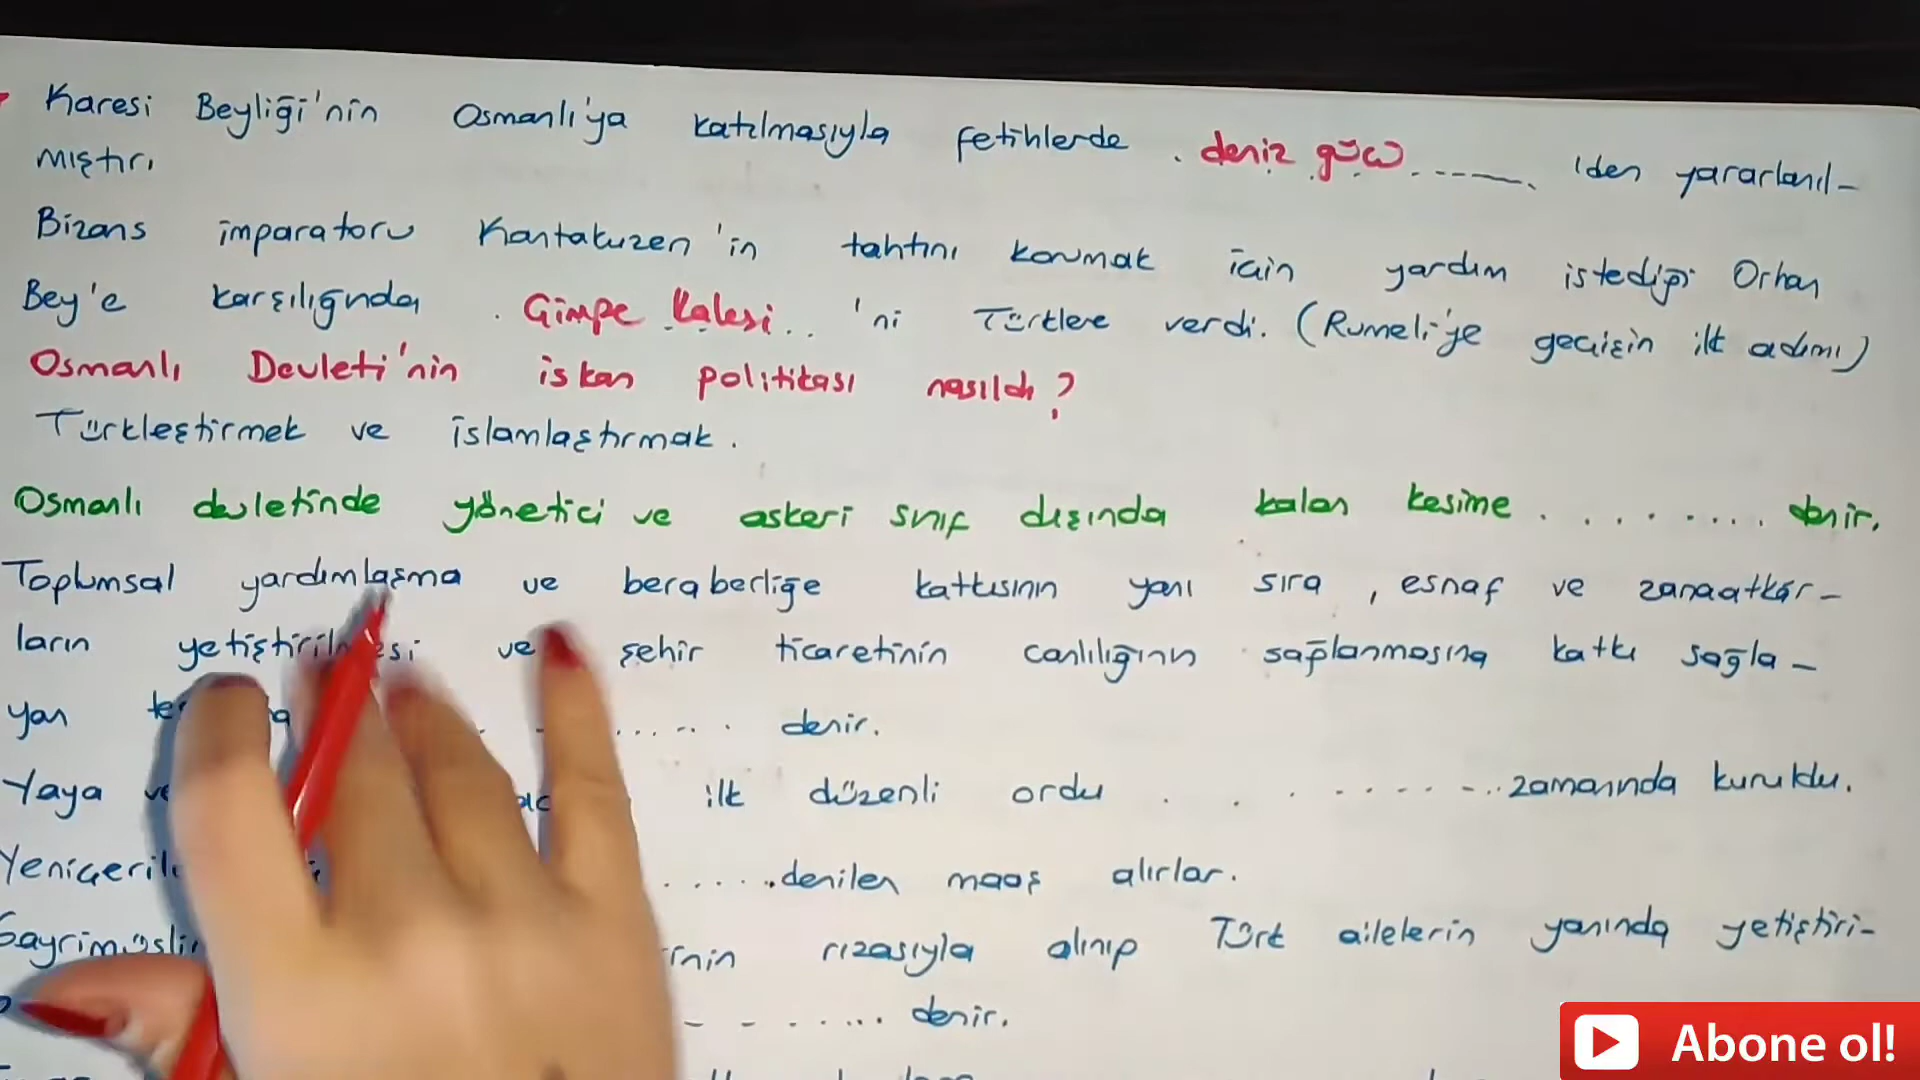 Karesi Beyliği'nin Osmanlı'ya katılmasıyla fetihlerde . deniz gücü ........ 'den yararlanıl-
mıştır.
Bizans imparatoru Kantakuzen'in tahtını korumak için yardım istediği Orhan
Bey'e karşılığında . Gimpe Kalesi .. 'ni Türklere verdi. (Rumeli'ye geçişin ilk adımı)
Osmanlı Devleti'nin iskan politikası nasıldı?
Türkleştirmek ve islamlaştırmak.
Osmanlı devletinde yönetici ve askeri sınıf dışında kalan kesime ......... denir.
Toplumsal yardımlaşma ve beraberliğe katkısının yanı sıra, esnaf ve zanaatkar-
ların yetiştirilmesi ve şehir ticaretinin canlılığının sağlanmasına katkı sağla-
yan ........ denir.
Yaya ilk düzenli ordu ......... zamanında kuruldu.
......denilen maaş alırlar.
rızasıyla alınıp Türk ailelerin yanında yetiştiri-
........ denir.
Abone ol!